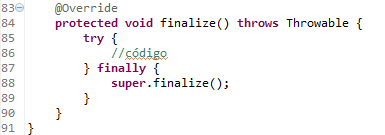 83 @Override
84 protected void finalize() throws Throwable {
85 try {
86 //código
87 } finally {
88 super.finalize();
89 }
90 }
91 }